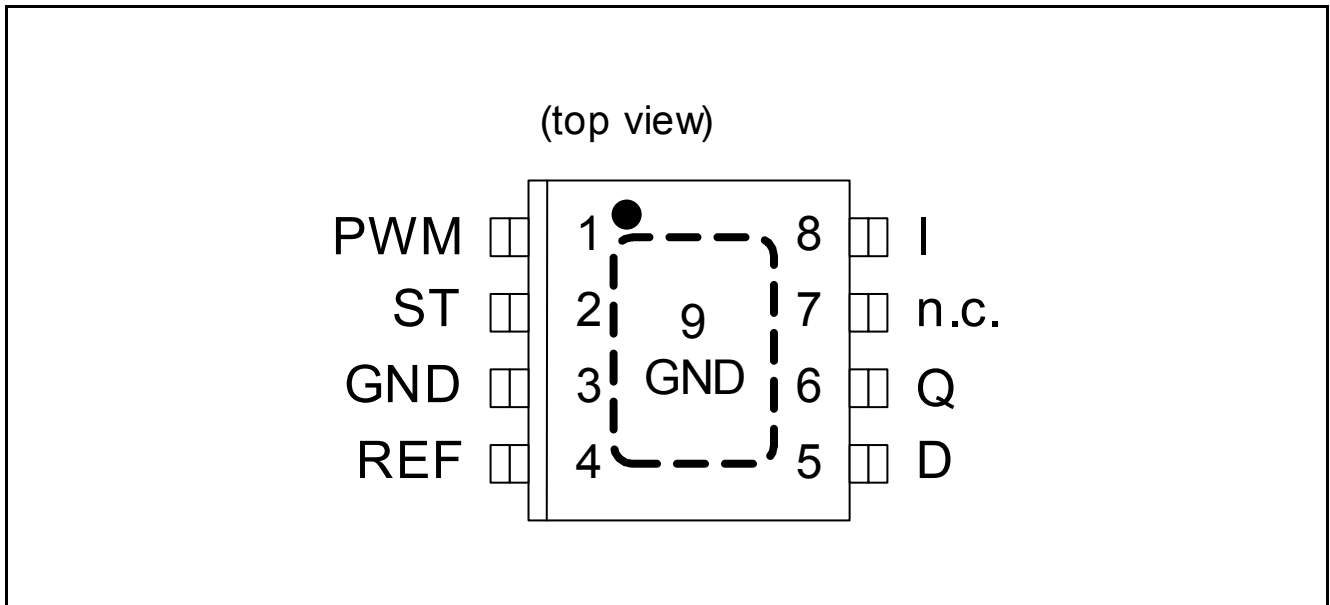 (top view)
PWM 1 8 I
ST 2 9 7 n.c.
GND 3 GND 6 Q
REF 4 5 D